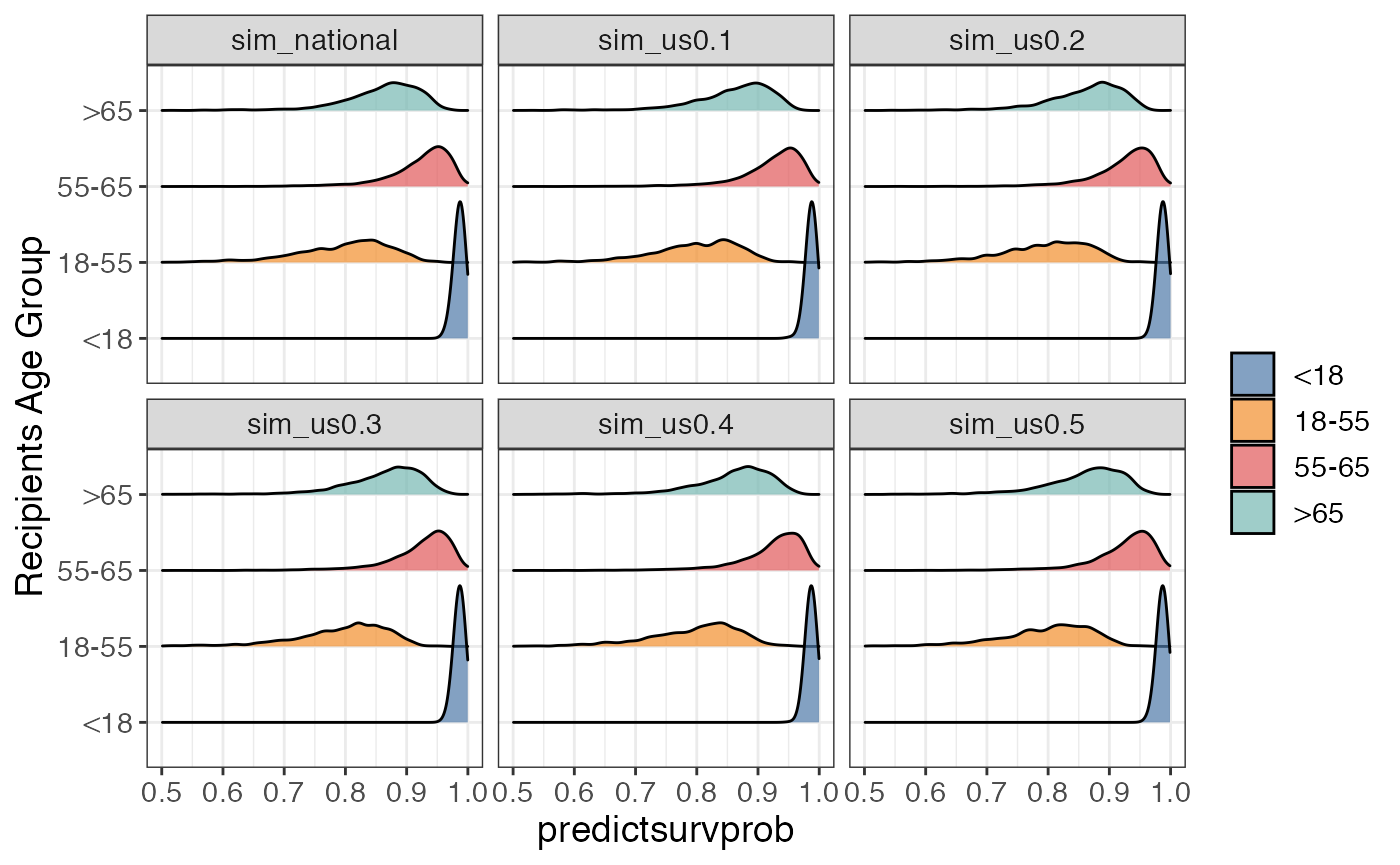 sim_national sim_us0.1 sim_us0.2
>65
55-65
18-55
<18
sim_us0.3 sim_us0.4 sim_us0.5
>65
55-65
18-55
<18
0.5 0.6 0.7 0.8 0.9 1.0 0.5 0.6 0.7 0.8 0.9 1.0 0.5 0.6 0.7 0.8 0.9 1.0
predictsurvprob
Recipients Age Group
<18
18-55
55-65
>65